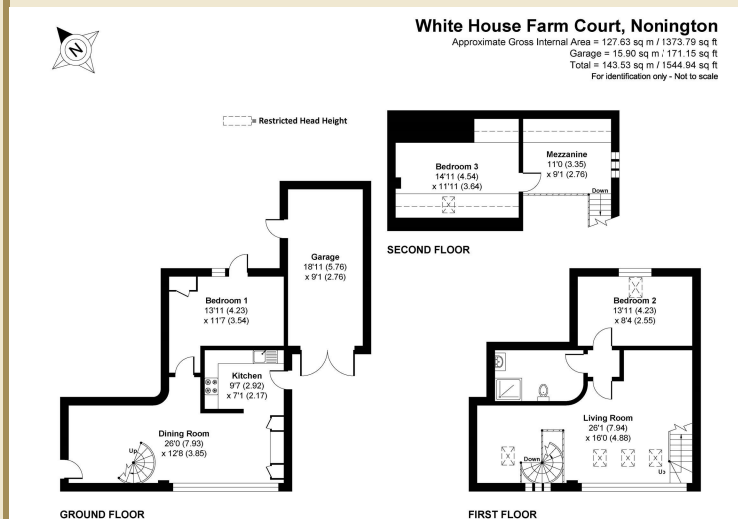 White House Farm Court, Nonington
Approximate Gross Internal Area = 127.63 sq m / 1373.79 sq ft
Garage = 15.90 sq m / 171.15 sq ft
Total = 143.53 sq m / 1544.94 sq ft
For identification only - Not to scale
N
= Restricted Head Height
Bedroom 3
14'11 (4.54)
x 11'11 (3.64)
Mezzanine
11'0 (3.35)
x 9'1 (2.76)
Down
SECOND FLOOR
Garage
18'11 (5.76)
x 9'1 (2.76)
Bedroom 1
13'11 (4.23)
x 11'7 (3.54)
Kitchen
9'7 (2.92)
x 7'1 (2.17)
Dining Room
26'0 (7.93)
x 12'8 (3.85)
Up
GROUND FLOOR
Bedroom 2
13'11 (4.23)
x 8'4 (2.55)
Living Room
26'1 (7.94)
x 16'0 (4.88)
Down
Up
FIRST FLOOR